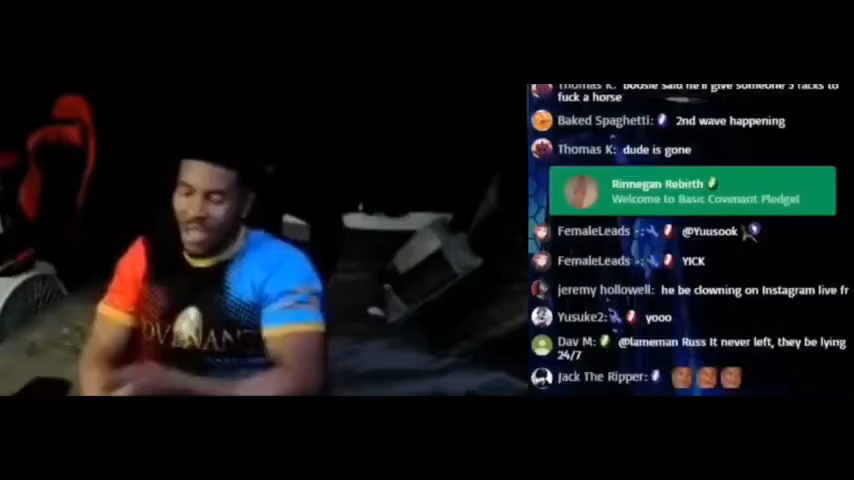 Thomas K: boosie said he'll give someone 5 racks to
fuck a horse
Baked Spaghetti: 2nd wave happening
Thomas K: dude is gone
Rinnegan Rebirth
Welcome to Basic Covenant Pledge!
FemaleLeads @Yuusook
FemaleLeads YICK
jeremy hollowell: he be clowning on Instagram live fr
Yusuke2: yooo
Dav M: @lameman Russ It never left, they be lying
24/7
Jack The Ripper:
OVENANT